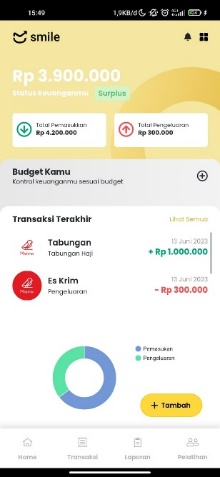 15:49
1,9KB/d
smile
Rp 3.900.000
Status keuanganmu Surplus
Total Pemasukkan
Rp 4.200.000
Total Pengeluaran
Rp 300.000
Budget Kamu
Kontrol keuanganmu sesuai budget
Transaksi Terakhir
Lihat Semua
Tabungan
13 Juni 2023
Tabungan Haji
+ Rp 1.000.000
Es Krim
13 Juni 2023
Pengeluaran
- Rp 300.000
Pemasukan
Pengeluaran
+ Tambah
Home
Transaksi
Laporan
Pelatihan